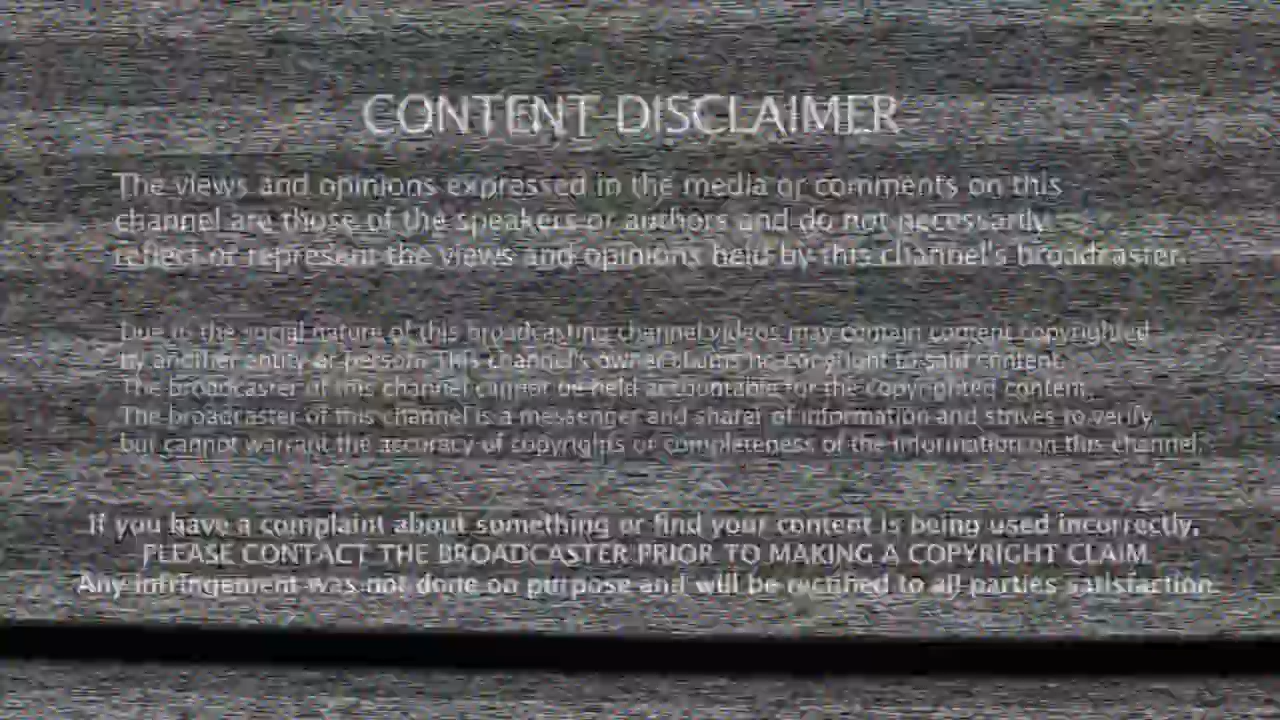 CONTENT DISCLAIMER
The views and opinions expressed in the media or comments on this
channel are those of the speakers or authors and do not necessarily
reflect or represent the views and opinions held by this channel's broadcaster.
Due to the social nature of this broadcasting channel videos may contain content copyrighted
by another entity or person. This channel's owner claims no copyright to said content.
The broadcaster of this channel cannot be held accountable for the copyrighted content.
The broadcaster of this channel is a messenger and sharer of information and strives to verify,
but cannot warrant the accuracy of copyrights or completeness of the information on this channel.
If you have a complaint about something or find your content is being used incorrectly,
PLEASE CONTACT THE BROADCASTER PRIOR TO MAKING A COPYRIGHT CLAIM
Any infringement was not done on purpose and will be rectified to all parties satisfaction.